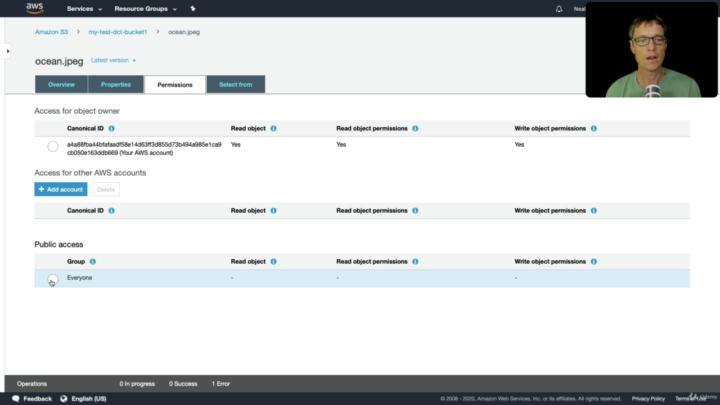 aws Services Resource Groups Neal
Amazon S3 my-test-dct-bucket1 ocean.jpeg
ocean.jpeg Latest version
Overview Properties Permissions Select from
Access for object owner
Canonical ID Read object Read object permissions Write object permissions
a4a88fba44bfafaadf58e14d63ff3d855d73b494a985e1ca9 Yes Yes Yes
cb050e163ddb669 (Your AWS account)
Access for other AWS accounts
+ Add account Delete
Canonical ID Read object Read object permissions Write object permissions
Public access
Group Read object Read object permissions Write object permissions
Everyone - - -
Operations 0 In progress 0 Success 1 Error
Feedback English (US) © 2008 - 2020, Amazon Web Services, Inc. or its affiliates. All rights reserved. Privacy Policy Terms of Use